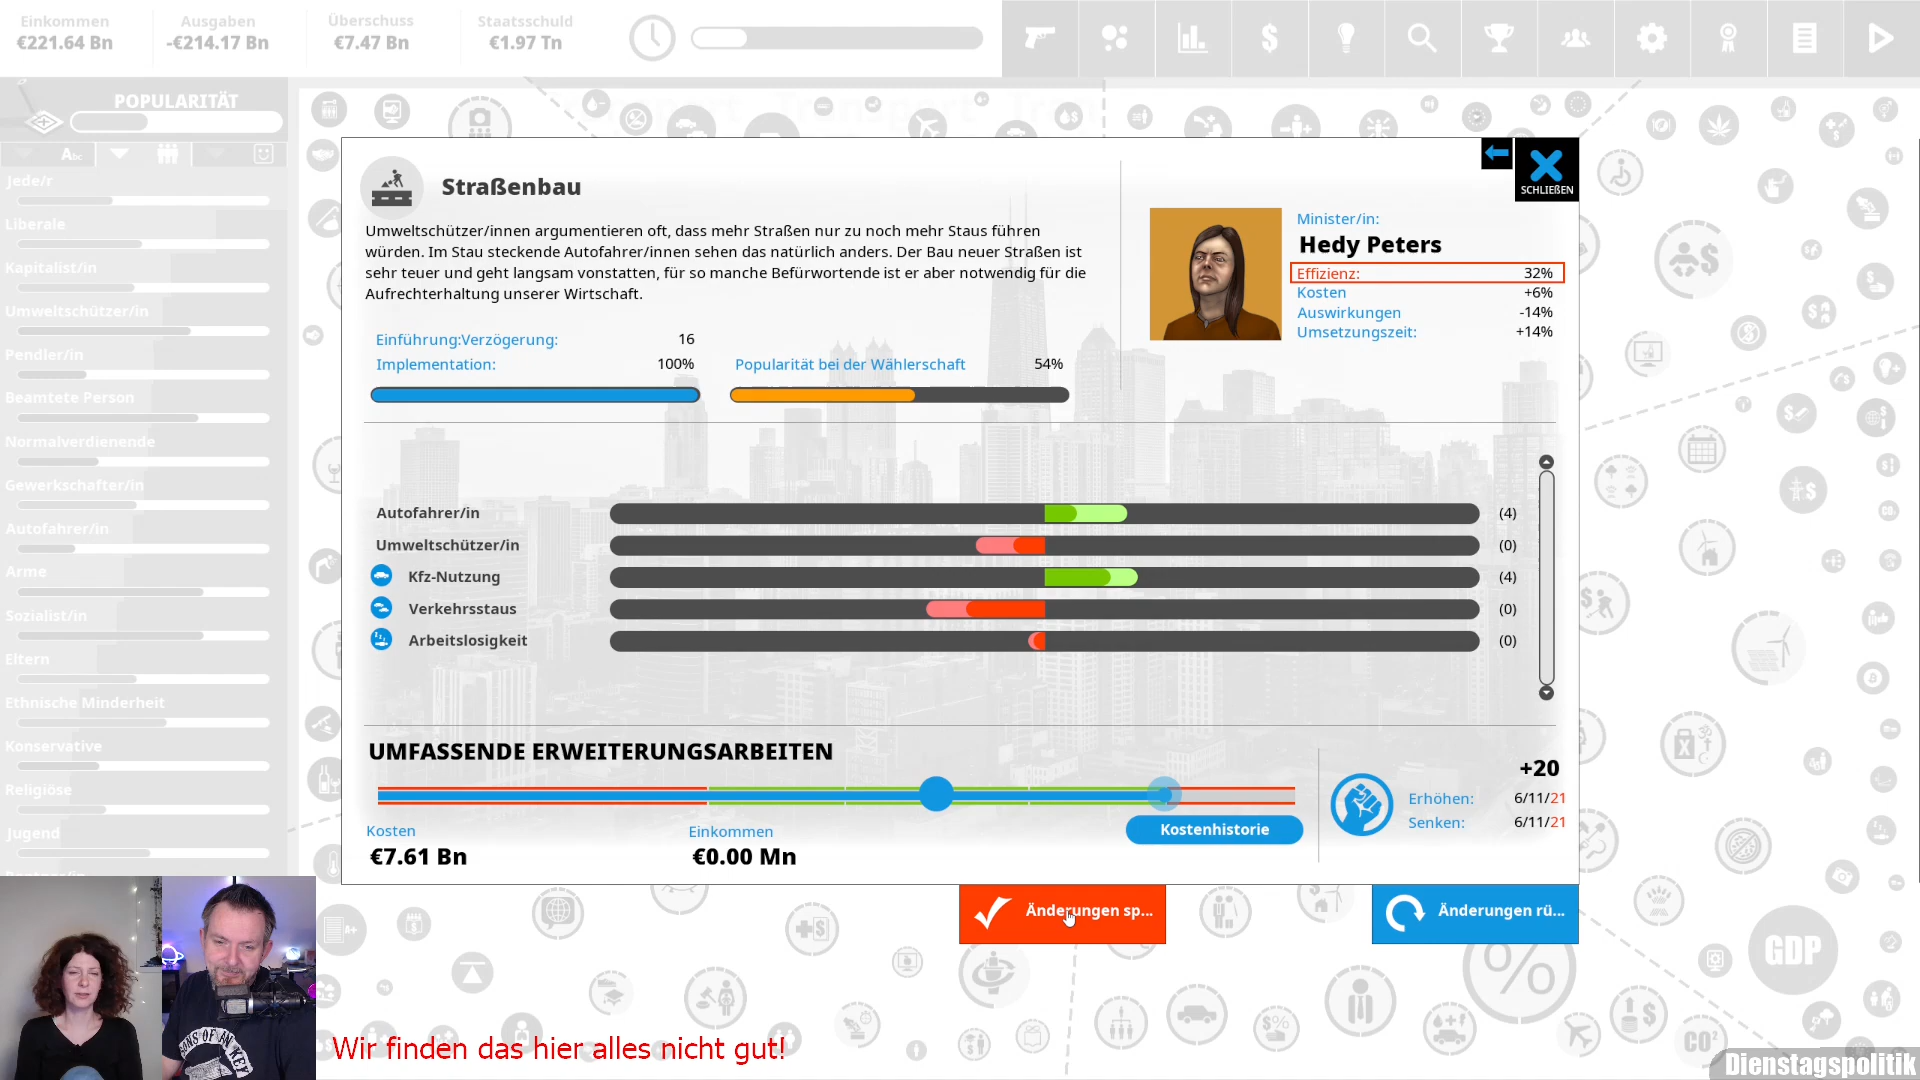 Einkommen
€221.64 Bn
Ausgaben
-€214.17 Bn
Überschuss
€7.47 Bn
Staatsschuld
€1.97 Tn
POPULARITÄT
Abc
Jede/r
Liberale
Kapitalist/in
Umweltschützer/in
Pendler/in
Beamtete Person
Normalverdienende
Gewerkschafter/in
Autofahrer/in
Arme
Sozialist/in
Eltern
Ethnische Minderheit
Konservative
Religiöse
Jugend
Straßenbau
Umweltschützer/innen argumentieren oft, dass mehr Straßen nur zu noch mehr Staus führen
würden. Im Stau steckende Autofahrer/innen sehen das natürlich anders. Der Bau neuer Straßen ist
sehr teuer und geht langsam vonstatten, für so manche Befürwortende ist er aber notwendig für die
Aufrechterhaltung unserer Wirtschaft.
Einführung:Verzögerung: 16
Implementation: 100%
Popularität bei der Wählerschaft 54%
SCHLIEßEN
Minister/in:
Hedy Peters
Effizienz: 32%
Kosten +6%
Auswirkungen -14%
Umsetzungszeit: +14%
Autofahrer/in (4)
Umweltschützer/in (0)
Kfz-Nutzung (4)
Verkehrsstaus (0)
Arbeitslosigkeit (0)
UMFASSENDE ERWEITERUNGSARBEITEN
Kosten
€7.61 Bn
Einkommen
€0.00 Mn
Kostenhistorie
+20
Erhöhen: 6/11/21
Senken: 6/11/21
Änderungen sp...
Änderungen rü...
GDP
CO²
Wir finden das hier alles nicht gut!
Dienstagspolitik